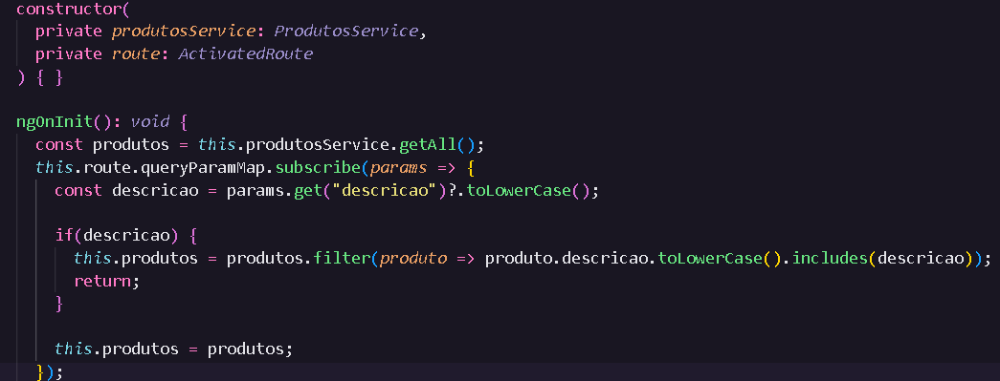 constructor(
private produtosService: ProdutosService,
private route: ActivatedRoute
) { }
ngOnInit(): void {
const produtos = this.produtosService.getAll();
this.route.queryParamMap.subscribe(params => {
const descricao = params.get("descricao")?.toLowerCase();
if(descricao) {
this.produtos = produtos.filter(produto => produto.descricao.toLowerCase().includes(descricao));
return;
}
this.produtos = produtos;
});